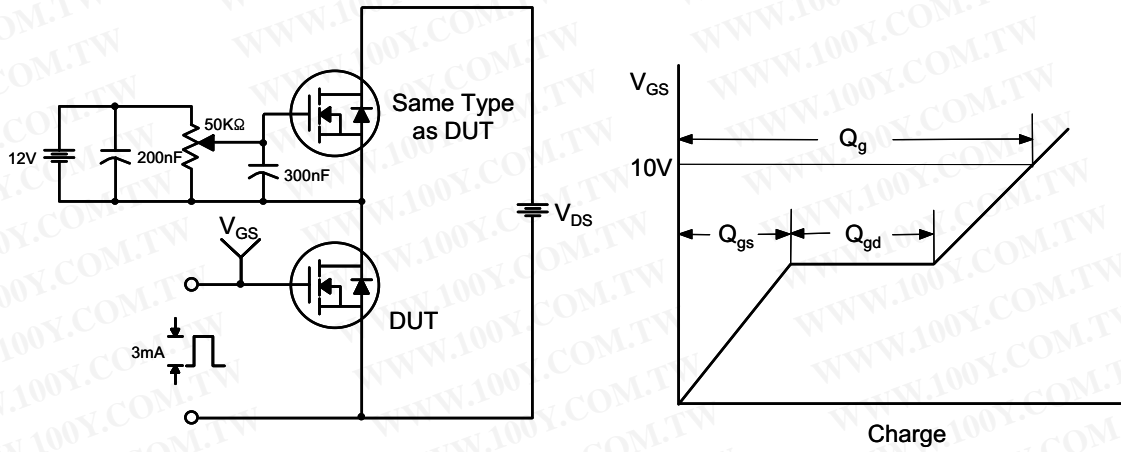 Same Type
as DUT
50KΩ
12V
200nF
300nF
V_DS
V_GS
DUT
3mA
V_GS
Q_g
10V
Q_gs
Q_gd
Charge
WWW.100Y.COM.TW